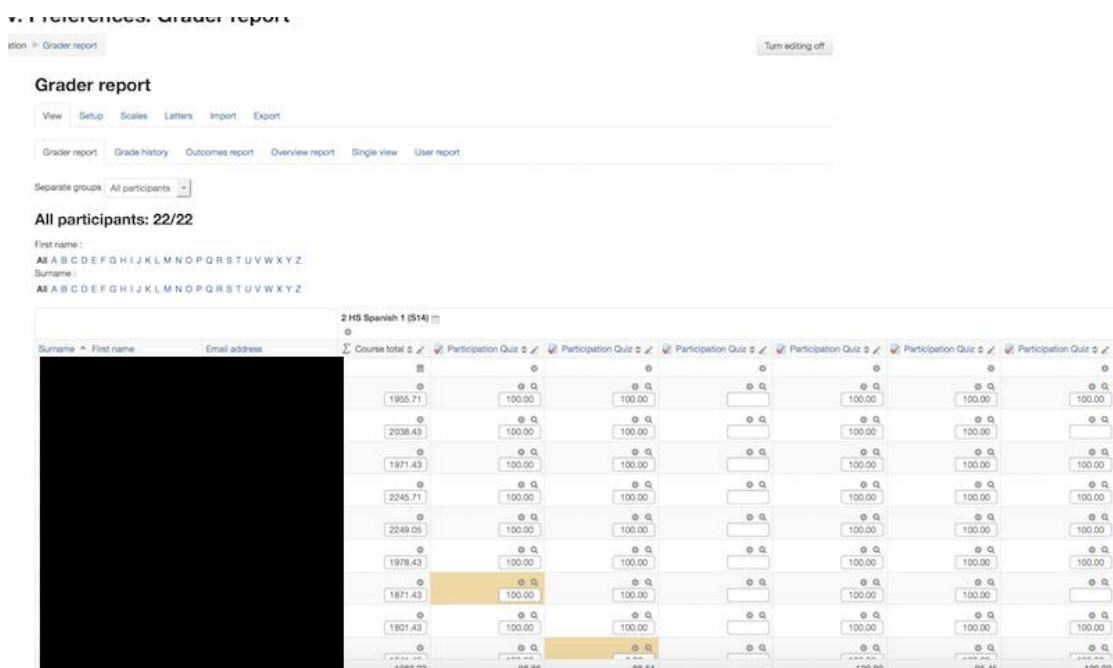 Preferences: Grader report
Grader report
Turn editing off
Grader report
View Setup Scales Letters Import Export
Grader report Grade history Outcomes report Overview report Single view User report
Separate groups All participants
All participants: 22/22
First name :
All A B C D E F G H I J K L M N O P Q R S T U V W X Y Z
Surname :
All A B C D E F G H I J K L M N O P Q R S T U V W X Y Z
2 HS Spanish 1 (S14)
Surname First name Email address Course total Participation Quiz Participation Quiz Participation Quiz Participation Quiz Participation Quiz Participation Quiz
1955.71 100.00 100.00 100.00 100.00 100.00
2038.43 100.00 100.00 100.00 100.00
1971.43 100.00 100.00 100.00 100.00 100.00
2245.71 100.00 100.00 100.00 100.00 100.00
2249.05 100.00 100.00 100.00 100.00 100.00
1978.43 100.00 100.00 100.00 100.00 100.00
1871.43 100.00 100.00 100.00 100.00
1801.43 100.00 100.00 100.00 100.00 100.00